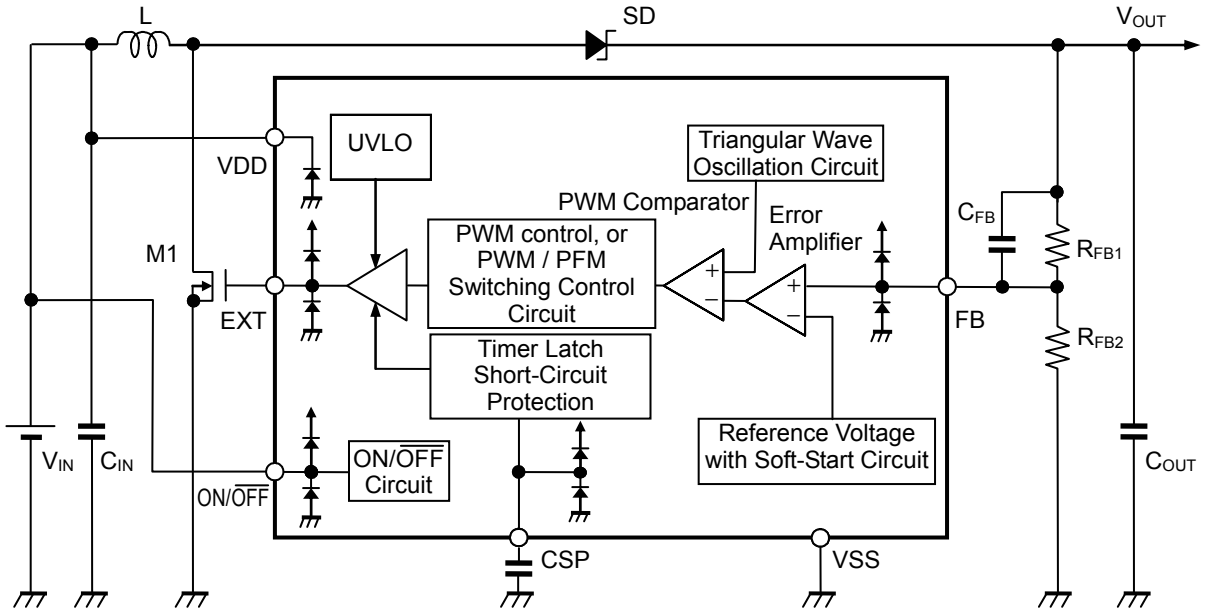 L
SD
VOUT
VDD
UVLO
Triangular Wave
Oscillation Circuit
PWM Comparator
Error
Amplifier
CFB
RFB1
M1
PWM control, or
PWM / PFM
Switching Control
Circuit
+
−
+
−
EXT
FB
RFB2
Timer Latch
Short-Circuit
Protection
VIN
CIN
ON/O̅F̅F̅
ON/O̅F̅F̅
Circuit
Reference Voltage
with Soft-Start Circuit
COUT
CSP
VSS